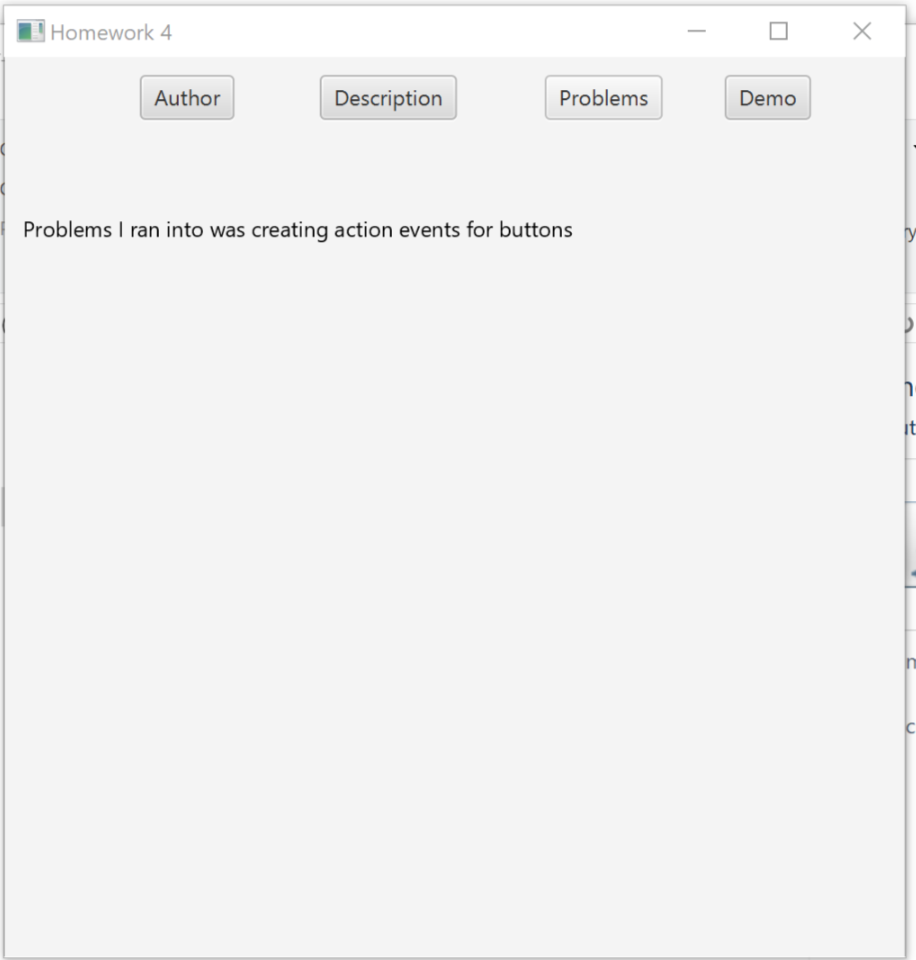 Homework 4
Author Description Problems Demo
Problems I ran into was creating action events for buttons